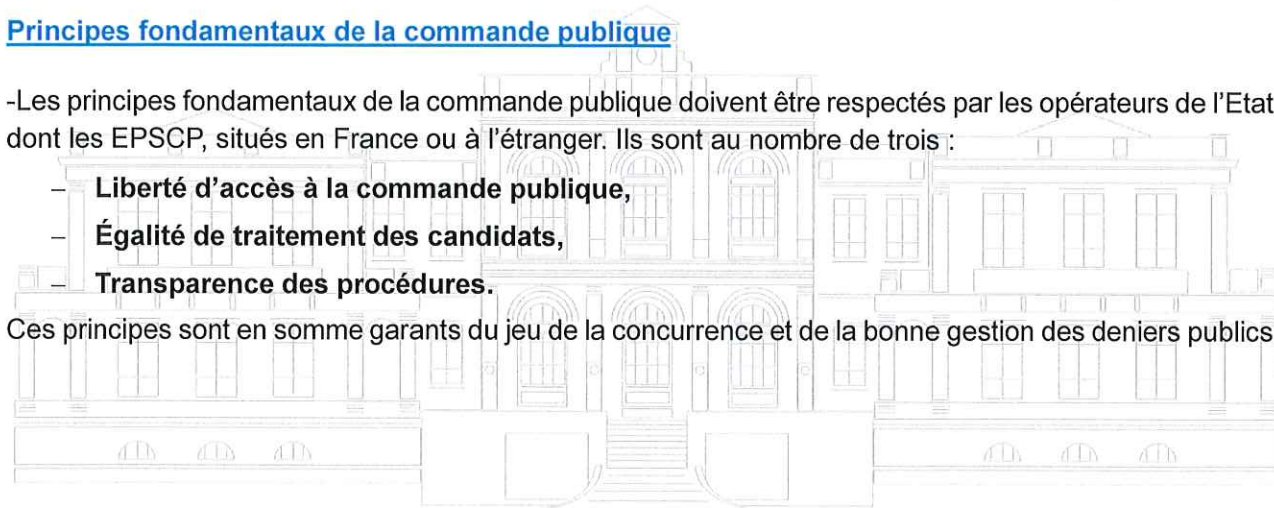 Principes fondamentaux de la commande publique
-Les principes fondamentaux de la commande publique doivent être respectés par les opérateurs de l'Etat
dont les EPSCP, situés en France ou à l'étranger. Ils sont au nombre de trois :
– Liberté d'accès à la commande publique,
– Égalité de traitement des candidats,
– Transparence des procédures.
Ces principes sont en somme garants du jeu de la concurrence et de la bonne gestion des deniers publics